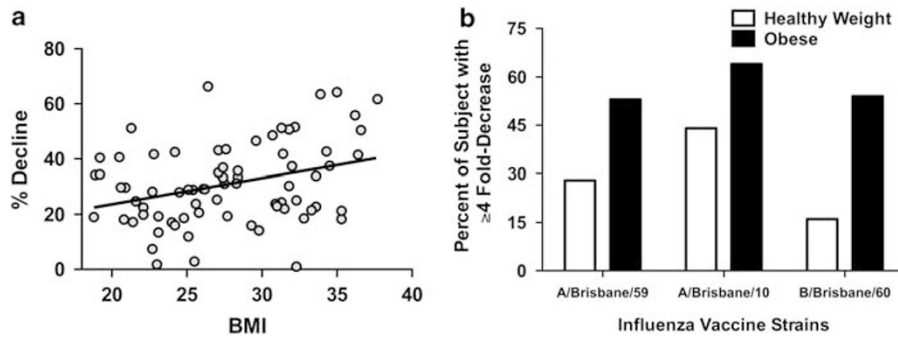 a
% Decline
80
60
40
20
0
20
25
30
35
40
BMI
b
Healthy Weight
Obese
Percent of Subject with
≥4 Fold-Decrease
75
60
45
30
15
0
A/Brisbane/59
A/Brisbane/10
B/Brisbane/60
Influenza Vaccine Strains